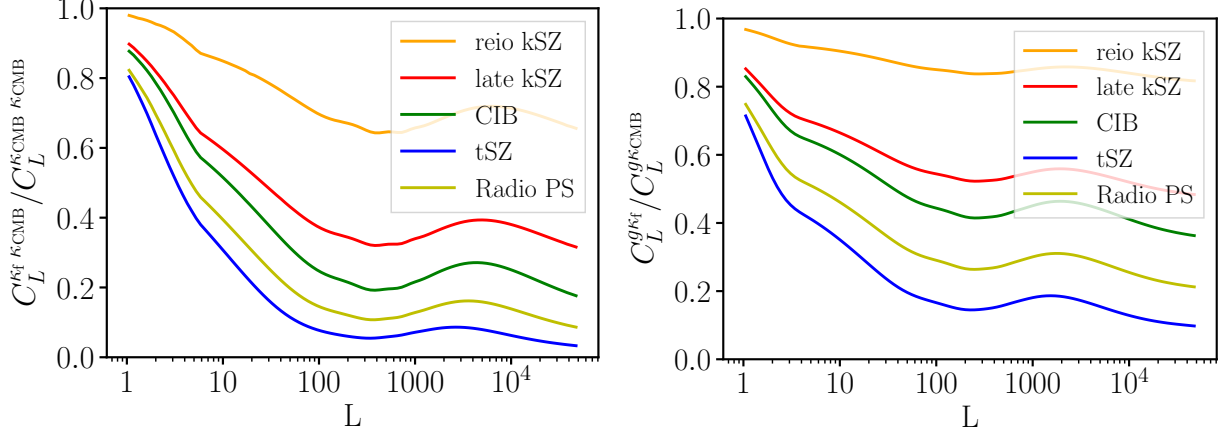 C_L^{κ_f κ_CMB}/C_L^{κ_CMB κ_CMB}
1.0
0.8
0.6
0.4
0.2
0.0
reio kSZ
late kSZ
CIB
tSZ
Radio PS
1 10 100 1000 10^4
L
C_L^{gκ_f}/C_L^{gκ_CMB}
1.0
0.8
0.6
0.4
0.2
0.0
reio kSZ
late kSZ
CIB
tSZ
Radio PS
1 10 100 1000 10^4
L